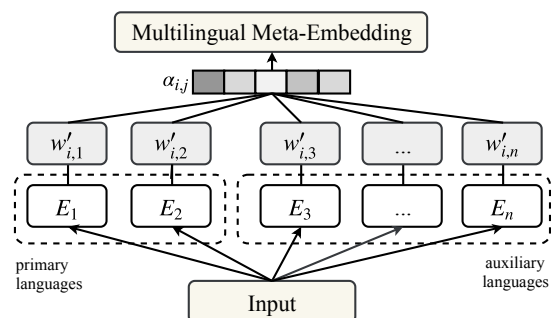 Multilingual Meta-Embedding
α_{i,j}
w′_{i,1} w′_{i,2} w′_{i,3} ... w′_{i,n}
E_1 E_2 E_3 ... E_n
primary
languages
auxiliary
languages
Input